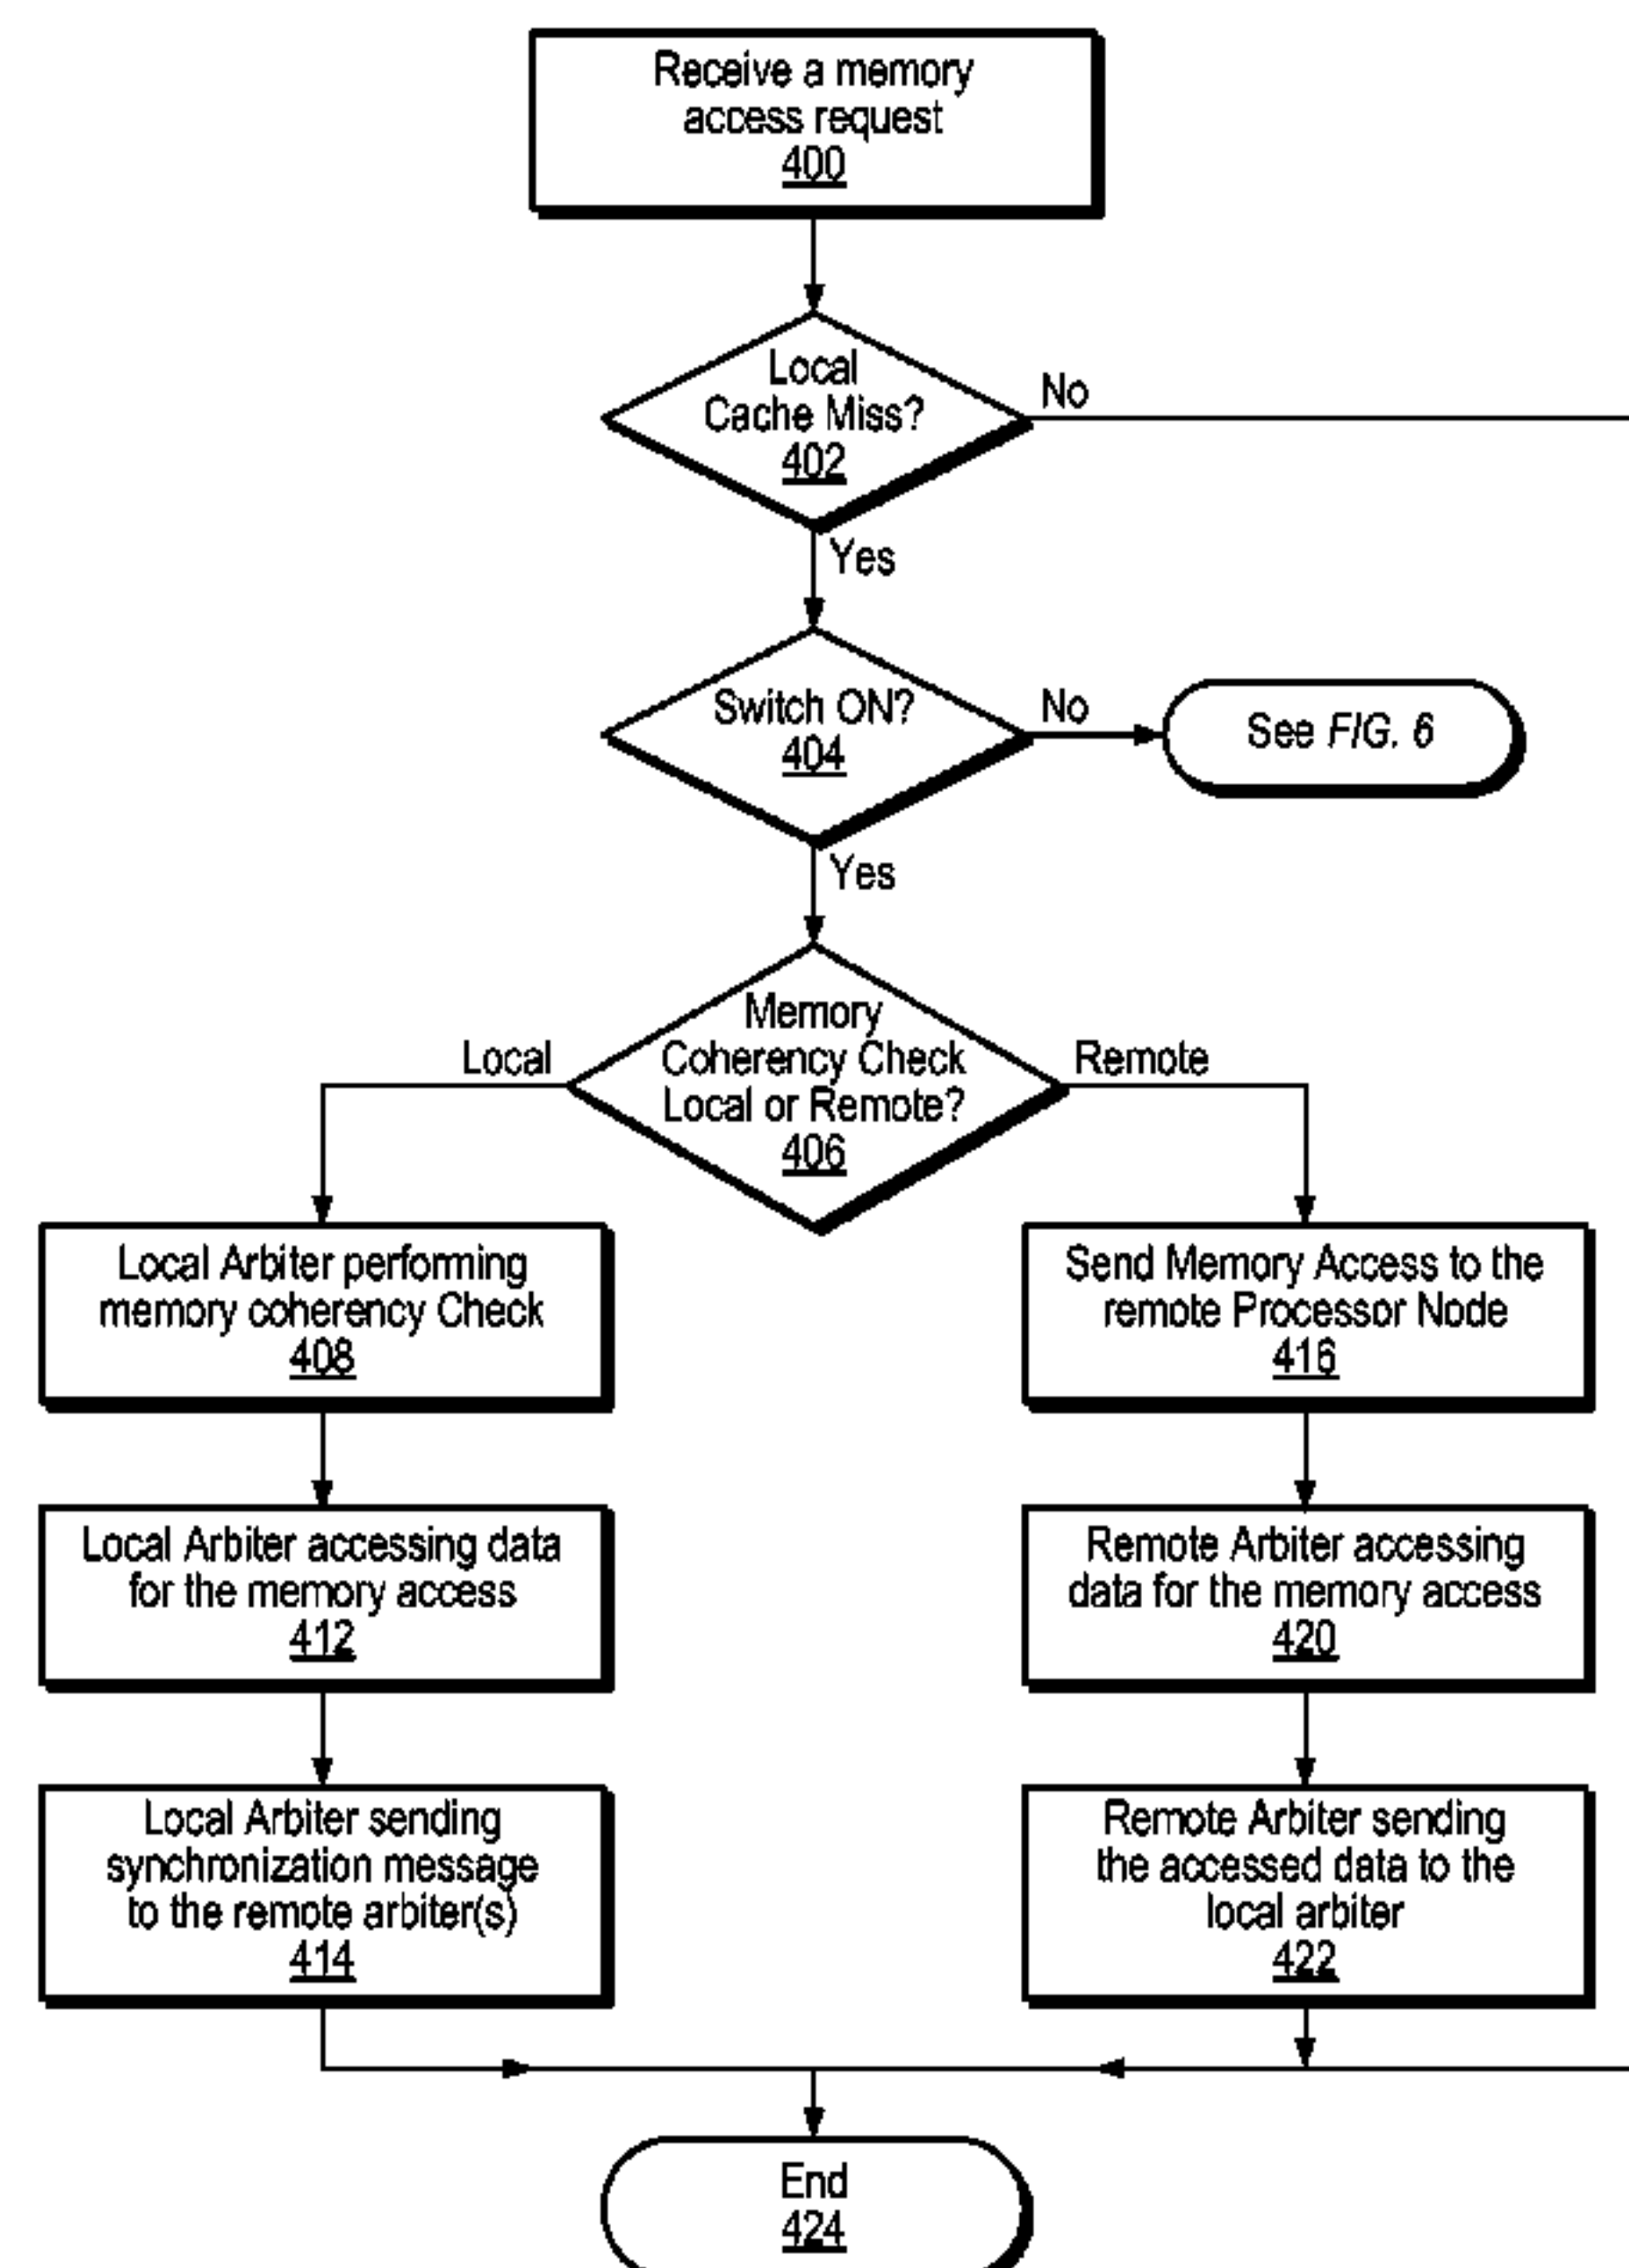 Receive a memory
access request
400
Local
Cache Miss?
402
No
Yes
Switch ON?
404
No
See FIG. 6
Yes
Memory
Coherency Check
Local or Remote?
406
Local
Remote
Local Arbiter performing
memory coherency Check
408
Send Memory Access to the
remote Processor Node
416
Local Arbiter accessing data
for the memory access
412
Remote Arbiter accessing
data for the memory access
420
Local Arbiter sending
synchronization message
to the remote arbiter(s)
414
Remote Arbiter sending
the accessed data to the
local arbiter
422
End
424